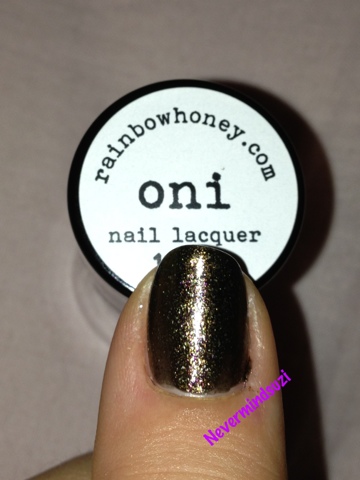 rainbowhoney.com
oni
nail lacquer
Nevermindsuzi